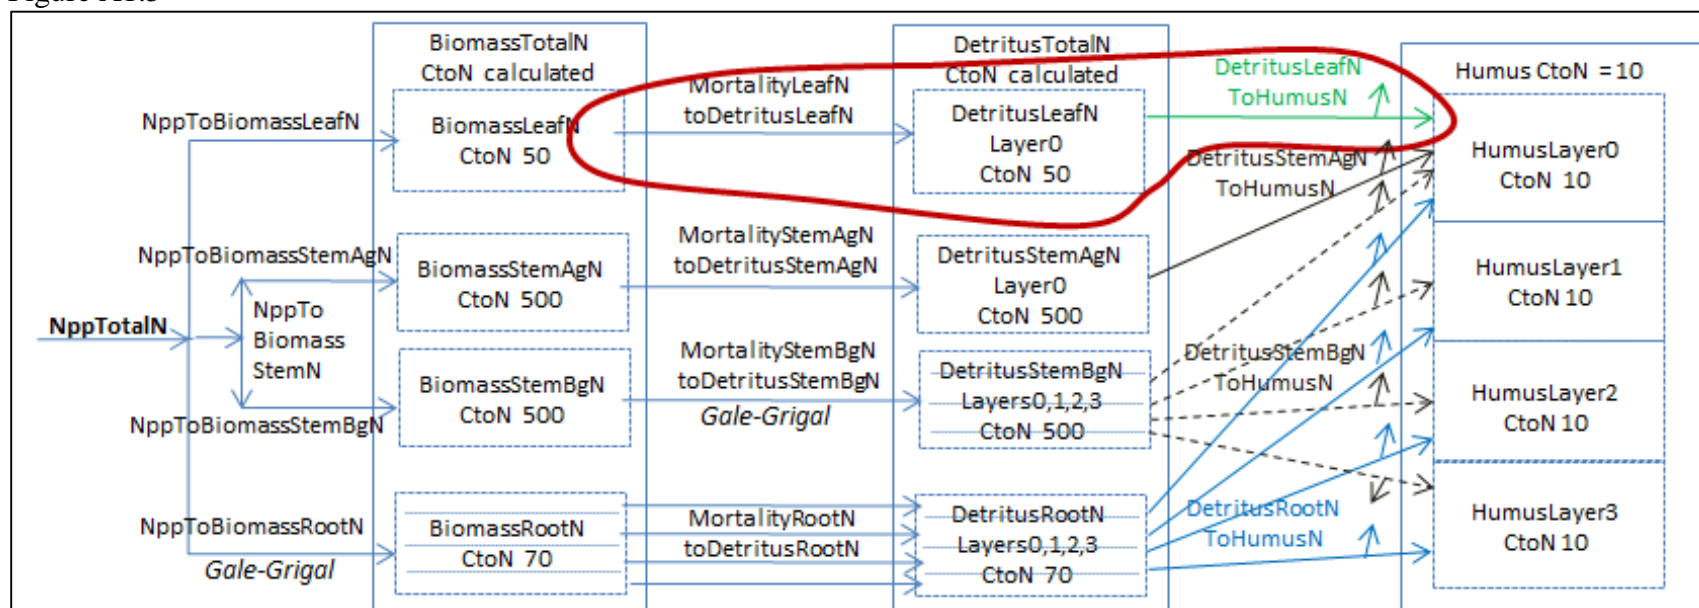 BiomassTotalN
CtoN calculated
DetritusTotalN
CtoN calculated
Humus CtoN = 10
NppToBiomassLeafN
BiomassLeafN
CtoN 50
MortalityLeafN
toDetritusLeafN
DetritusLeafN
Layer0
CtoN 50
DetritusLeafN
ToHumusN
HumusLayer0
CtoN 10
DetritusStemAgN
ToHumusN
NppToBiomassStemAgN
BiomassStemAgN
CtoN 500
MortalityStemAgN
toDetritusStemAgN
DetritusStemAgN
Layer0
CtoN 500
HumusLayer1
CtoN 10
NppTotalN
NppTo
Biomass
StemN
NppToBiomassStemBgN
BiomassStemBgN
CtoN 500
MortalityStemBgN
toDetritusStemBgN
Gale-Grigal
DetritusStemBgN
Layers0,1,2,3
CtoN 500
DetritusStemBgN
ToHumusN
HumusLayer2
CtoN 10
NppToBiomassRootN
Gale-Grigal
BiomassRootN
CtoN 70
MortalityRootN
toDetritusRootN
DetritusRootN
Layers0,1,2,3
CtoN 70
DetritusRootN
ToHumusN
HumusLayer3
CtoN 10